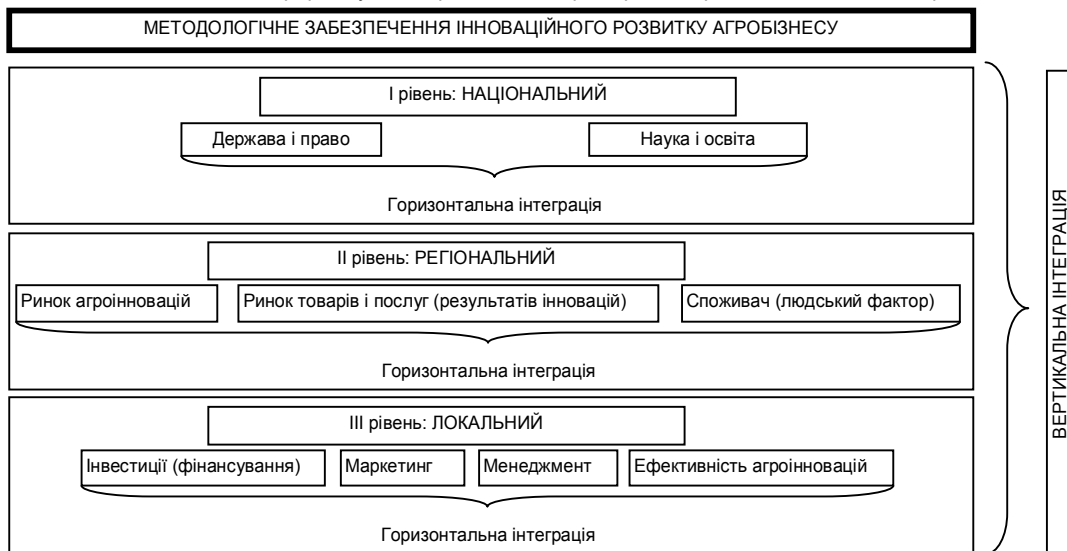 МЕТОДОЛОГІЧНЕ ЗАБЕЗПЕЧЕННЯ ІННОВАЦІЙНОГО РОЗВИТКУ АГРОБІЗНЕСУ
І рівень: НАЦІОНАЛЬНИЙ
Держава і право
Наука і освіта
Горизонтальна інтеграція
ІІ рівень: РЕГІОНАЛЬНИЙ
Ринок агроінновацій
Ринок товарів і послуг (результатів інновацій)
Споживач (людський фактор)
Горизонтальна інтеграція
ІІІ рівень: ЛОКАЛЬНИЙ
Інвестиції (фінансування)
Маркетинг
Менеджмент
Ефективність агроінновацій
Горизонтальна інтеграція
ВЕРТИКАЛЬНА ІНТЕГРАЦІЯ